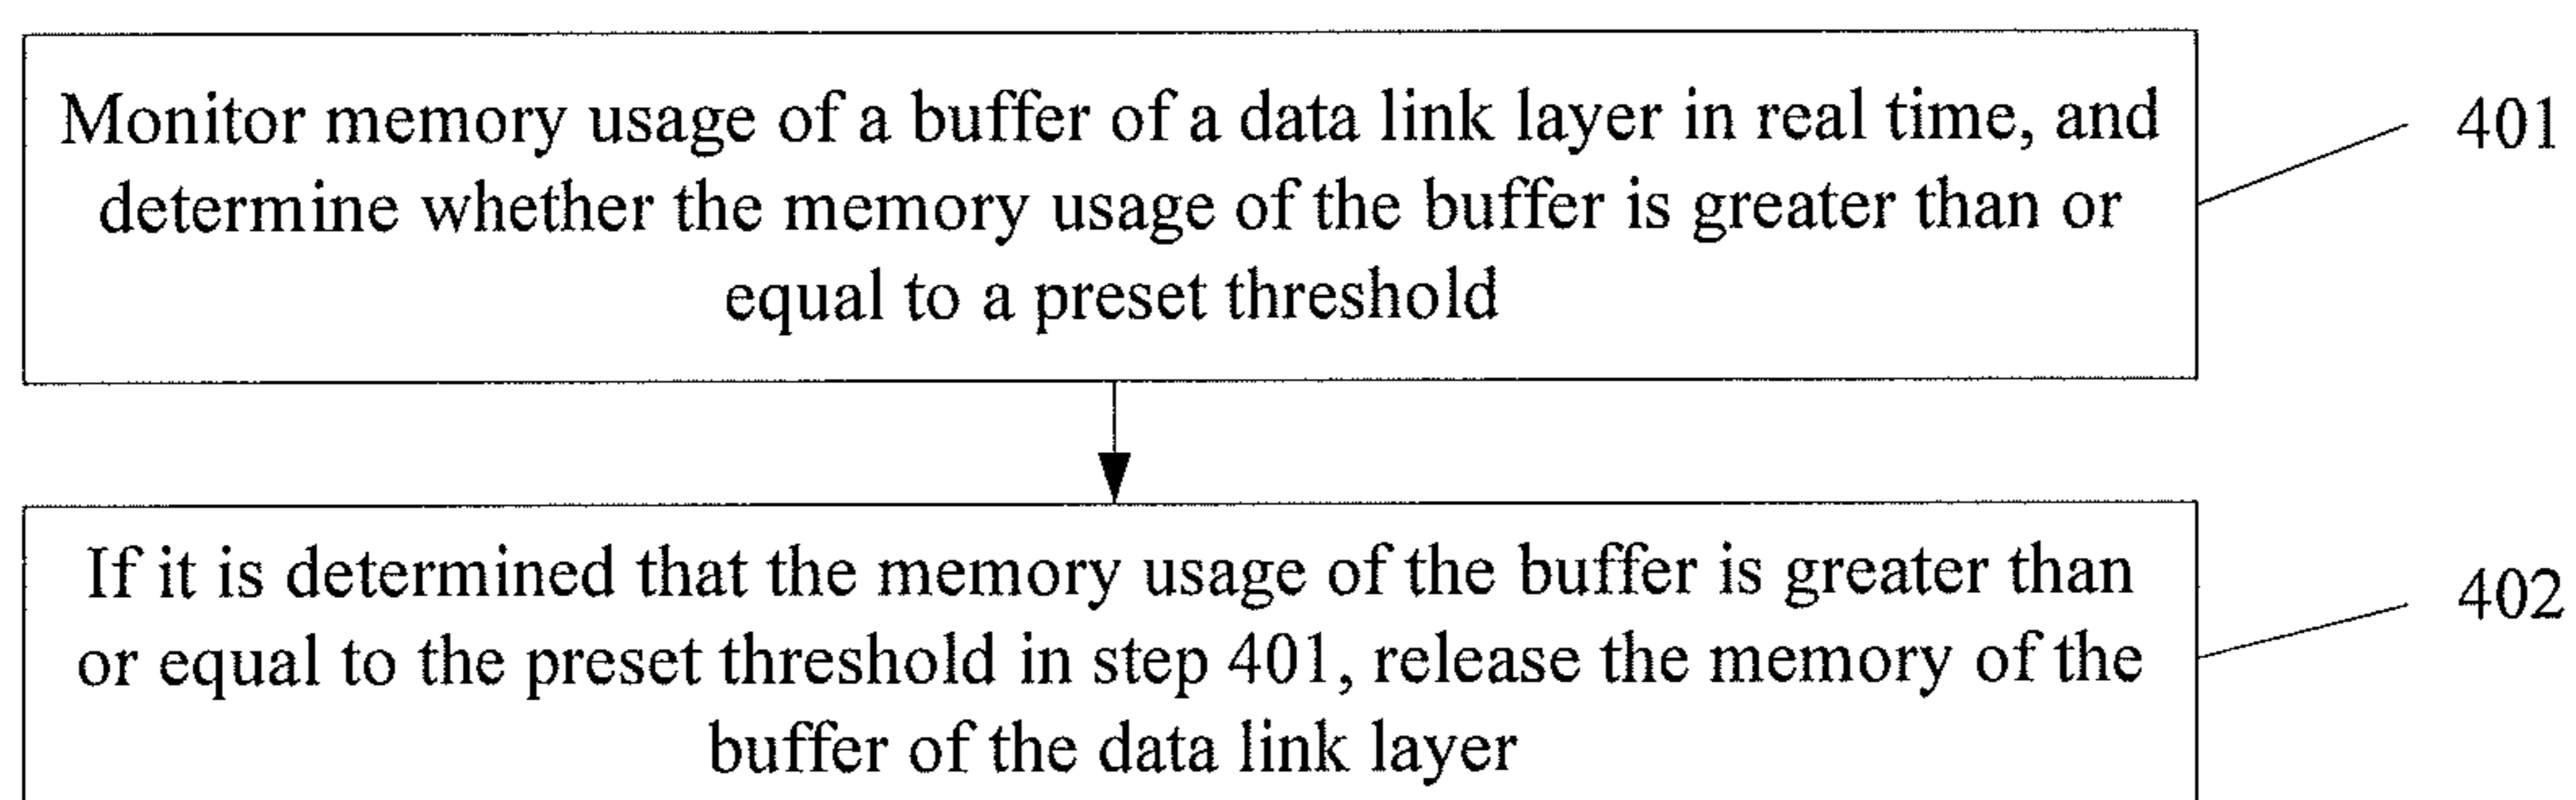 Monitor memory usage of a buffer of a data link layer in real time, and
determine whether the memory usage of the buffer is greater than or
equal to a preset threshold
401
If it is determined that the memory usage of the buffer is greater than
or equal to the preset threshold in step 401, release the memory of the
buffer of the data link layer
402